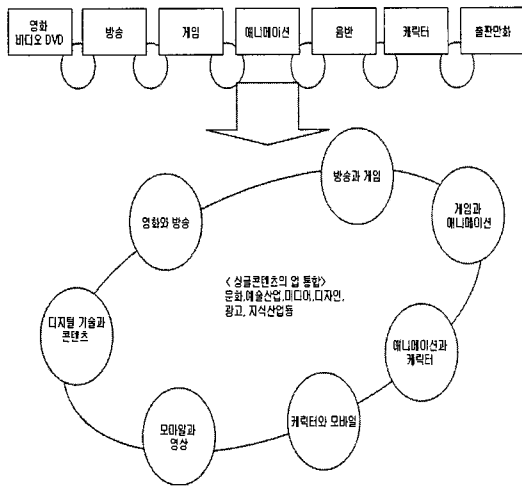 영화
비디오 DVD
방송
게임
애니메이션
음반
케릭터
출판만화
방송과 게임
영화와 방송
게임과
애니메이션
< 싱글콘텐츠의 업 통합>
문화,예술산업,미디어,디자인,
광고, 지식산업등
디지털 기술과
콘텐츠
애니메이션과
케릭터
모마일과
영상
케릭터와 모바일